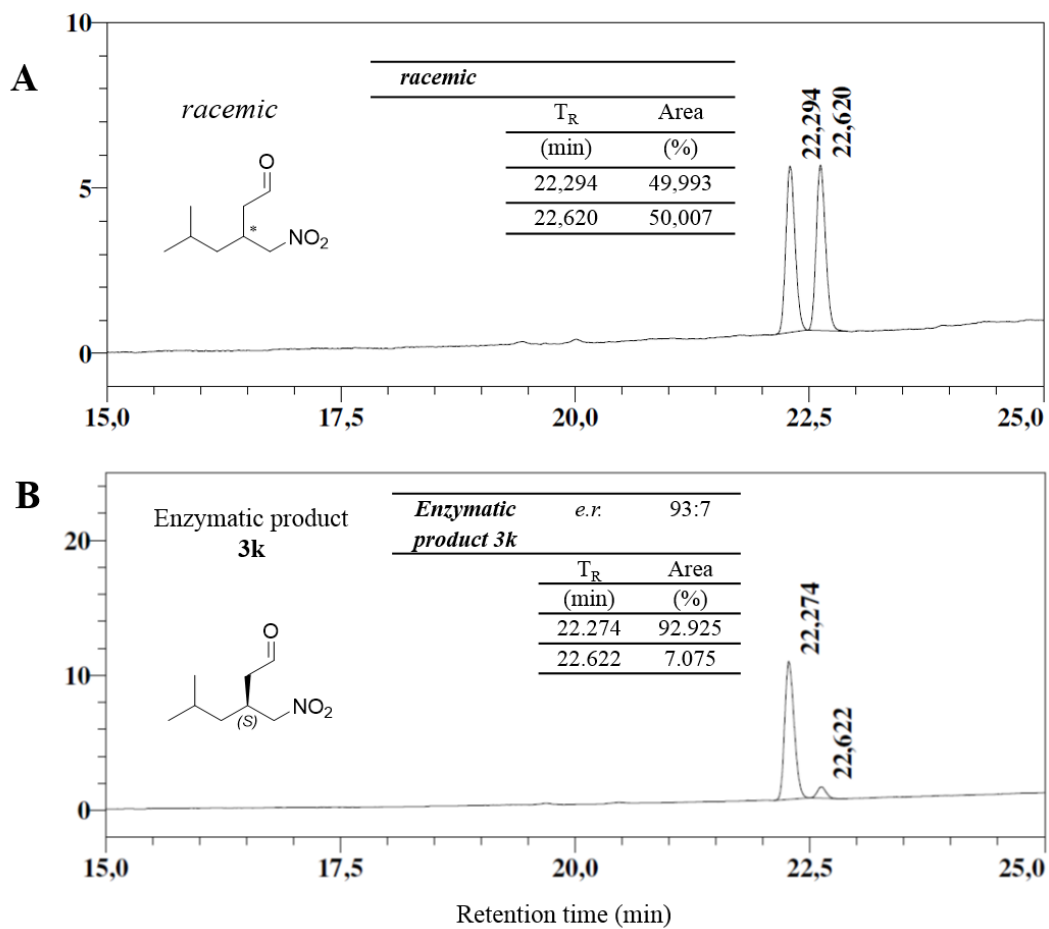 A
10
5
0
racemic
O
*
NO2
racemic
TR Area
(min) (%)
22,294 49,993
22,620 50,007
22,294
22,620
15,0 17,5 20,0 22,5 25,0
B
20
10
0
Enzymatic product
3k
O
(S)
NO2
Enzymatic e.r. 93:7
product 3k
TR Area
(min) (%)
22.274 92.925
22.622 7.075
22,274
22,622
15,0 17,5 20,0 22,5 25,0
Retention time (min)